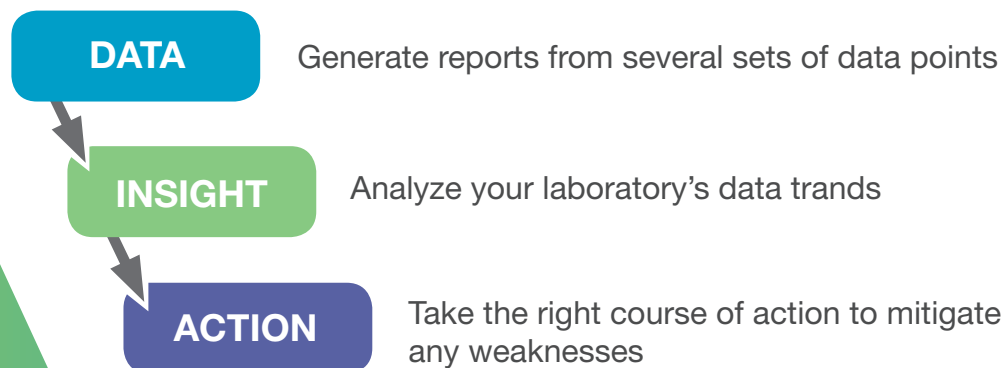 DATA
Generate reports from several sets of data points
INSIGHT
Analyze your laboratory’s data trands
ACTION
Take the right course of action to mitigate
any weaknesses